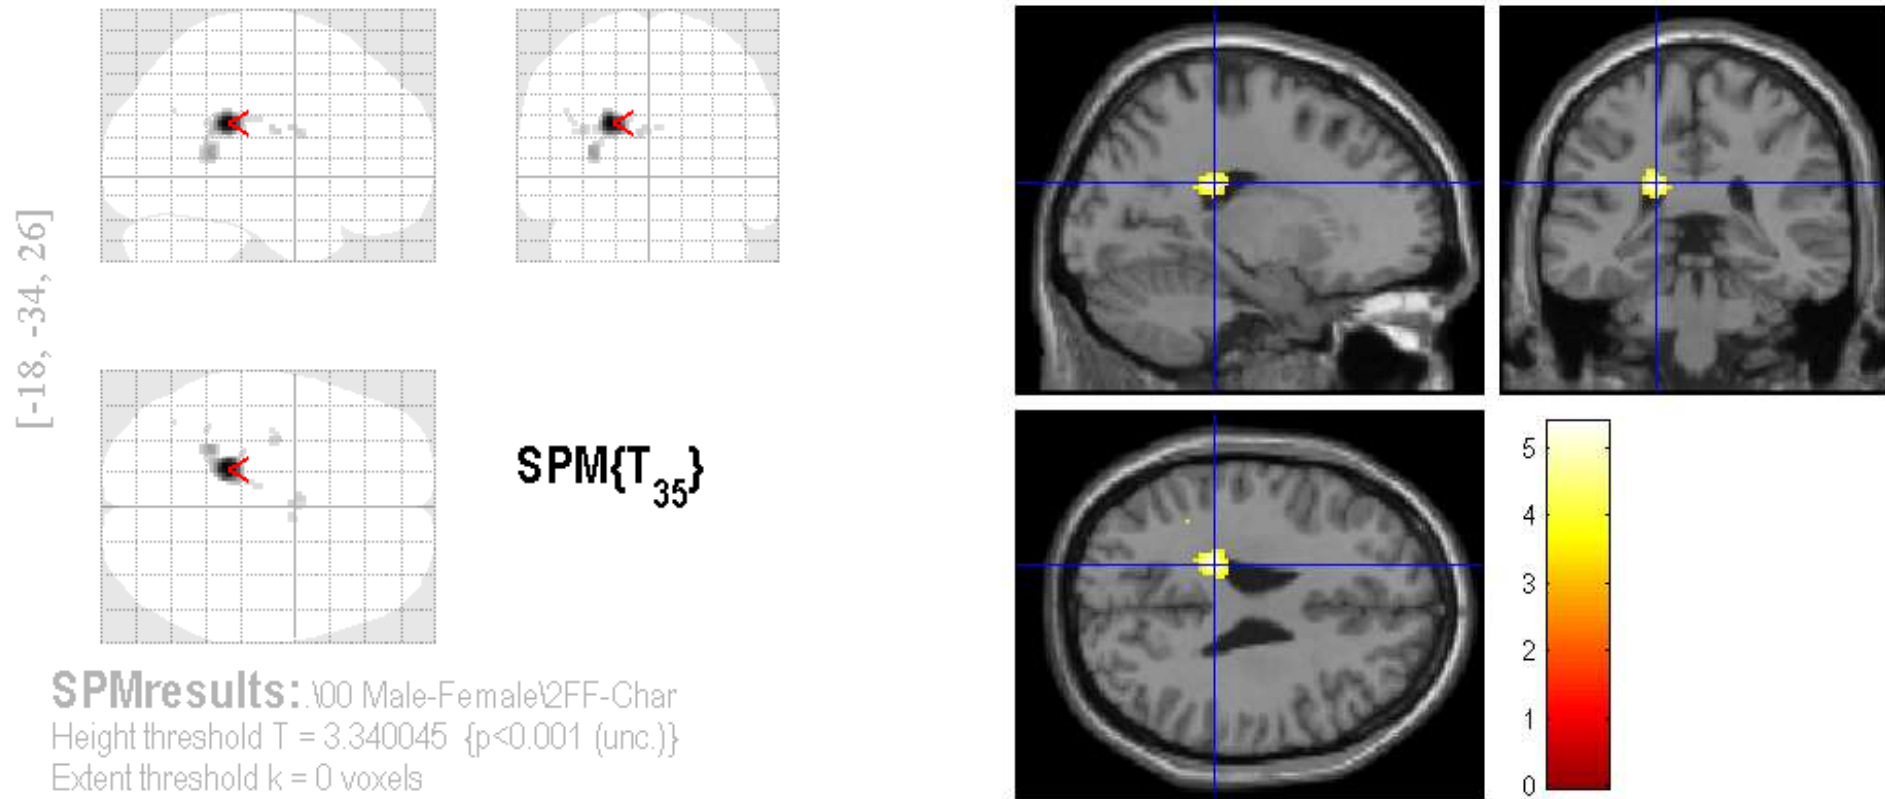 [-18, -34, 26]
SPM{T35}
SPMresults: .\00 Male-Female\2FF-Char
Height threshold T = 3.340045 {p<0.001 (unc.)}
Extent threshold k = 0 voxels
5
4
3
2
1
0